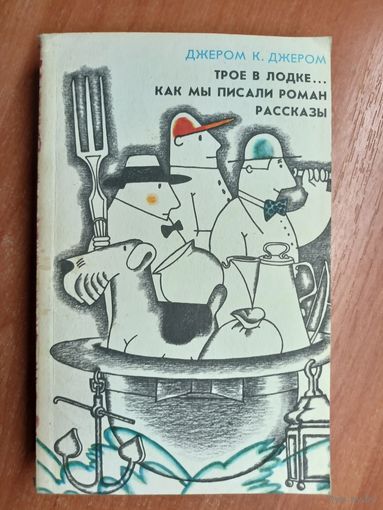 ДЖЕРОМ К. ДЖЕРОМ
ТРОЕ В ЛОДКЕ...
КАК МЫ ПИСАЛИ РОМАН
РАССКАЗЫ